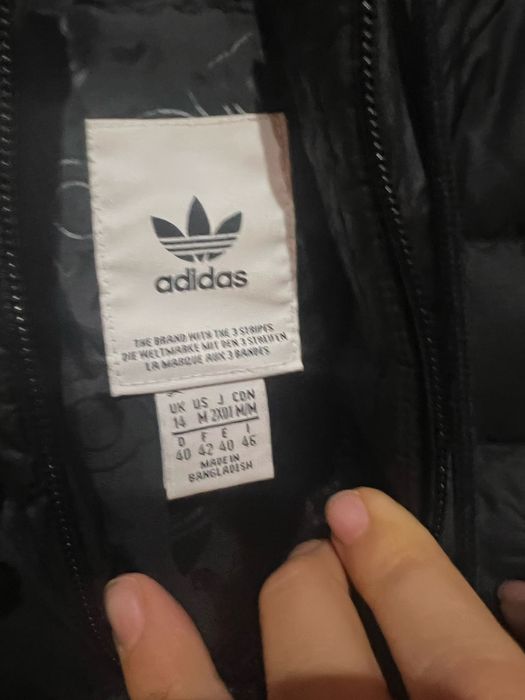 adidas
THE BRAND WITH THE 3 STRIPES
DIE WELTMARKE MIT DEN 3 STREIFEN
LA MARQUE AUX 3 BANDES
UK US J CDN
14 M 2XOT M/M
D F E I
40 42 40 46
MADE IN
BANGLADESH